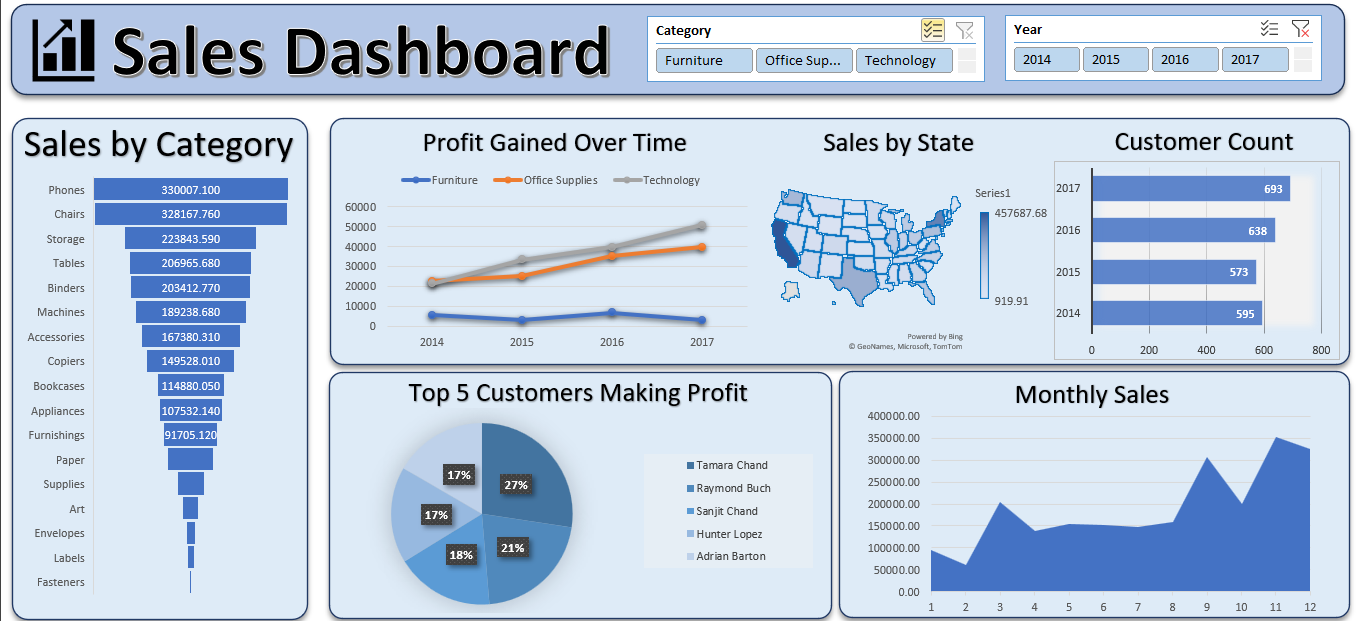 Sales Dashboard
Category
Furniture Office Sup... Technology
Year
2014 2015 2016 2017
Sales by Category
Phones 330007.100
Chairs 328167.760
Storage 223843.590
Tables 206965.680
Binders 203412.770
Machines 189238.680
Accessories 167380.310
Copiers 149528.010
Bookcases 114880.050
Appliances 107532.140
Furnishings 91705.120
Paper
Supplies
Art
Envelopes
Labels
Fasteners
Profit Gained Over Time
Furniture Office Supplies Technology
60000
50000
40000
30000
20000
10000
0
2014 2015 2016 2017
Sales by State
Series1
457687.68
919.91
Powered by Bing
© GeoNames, Microsoft, TomTom
Customer Count
2017 693
2016 638
2015 573
2014 595
0 200 400 600 800
Top 5 Customers Making Profit
27%
21%
18%
17%
17%
Tamara Chand
Raymond Buch
Sanjit Chand
Hunter Lopez
Adrian Barton
Monthly Sales
400000.00
350000.00
300000.00
250000.00
200000.00
150000.00
100000.00
50000.00
0.00
1 2 3 4 5 6 7 8 9 10 11 12